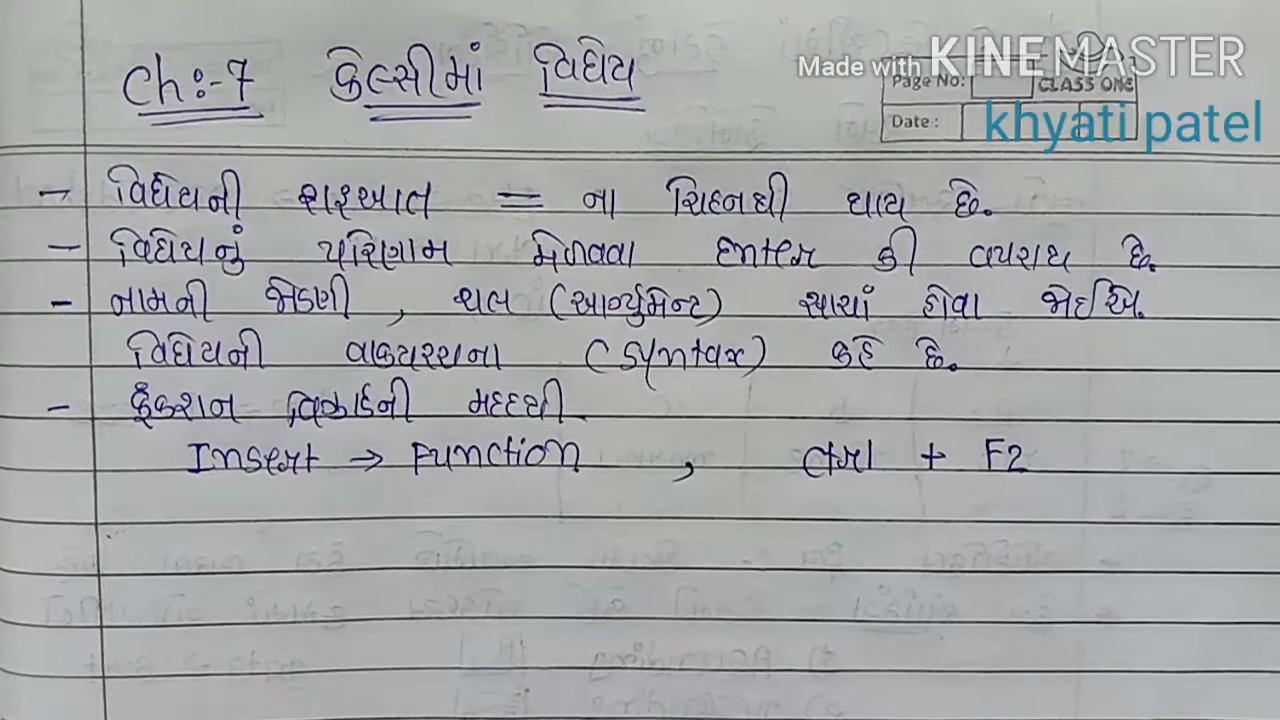 Made with KINEMASTER
Page No: CLASS ONE
Date :
khyati patel
Ch:-7 કેલ્સીમાં વિધેય
- વિધેયની શરૂઆત = ના ચિહ્નથી થાય છે.
- વિધેયનું પરિણામ મેળવવા Enter કી વપરાય છે.
- નામની જોડણી , ચલ (આર્ગ્યુમેન્ટ) સાચાં હોવા જોઈએ.
વિધેયની વાક્યરચના (Syntax) કહે છે.
- ફંકશન વિઝાર્ડની મદદથી
Insert → Function , ctrl + F2